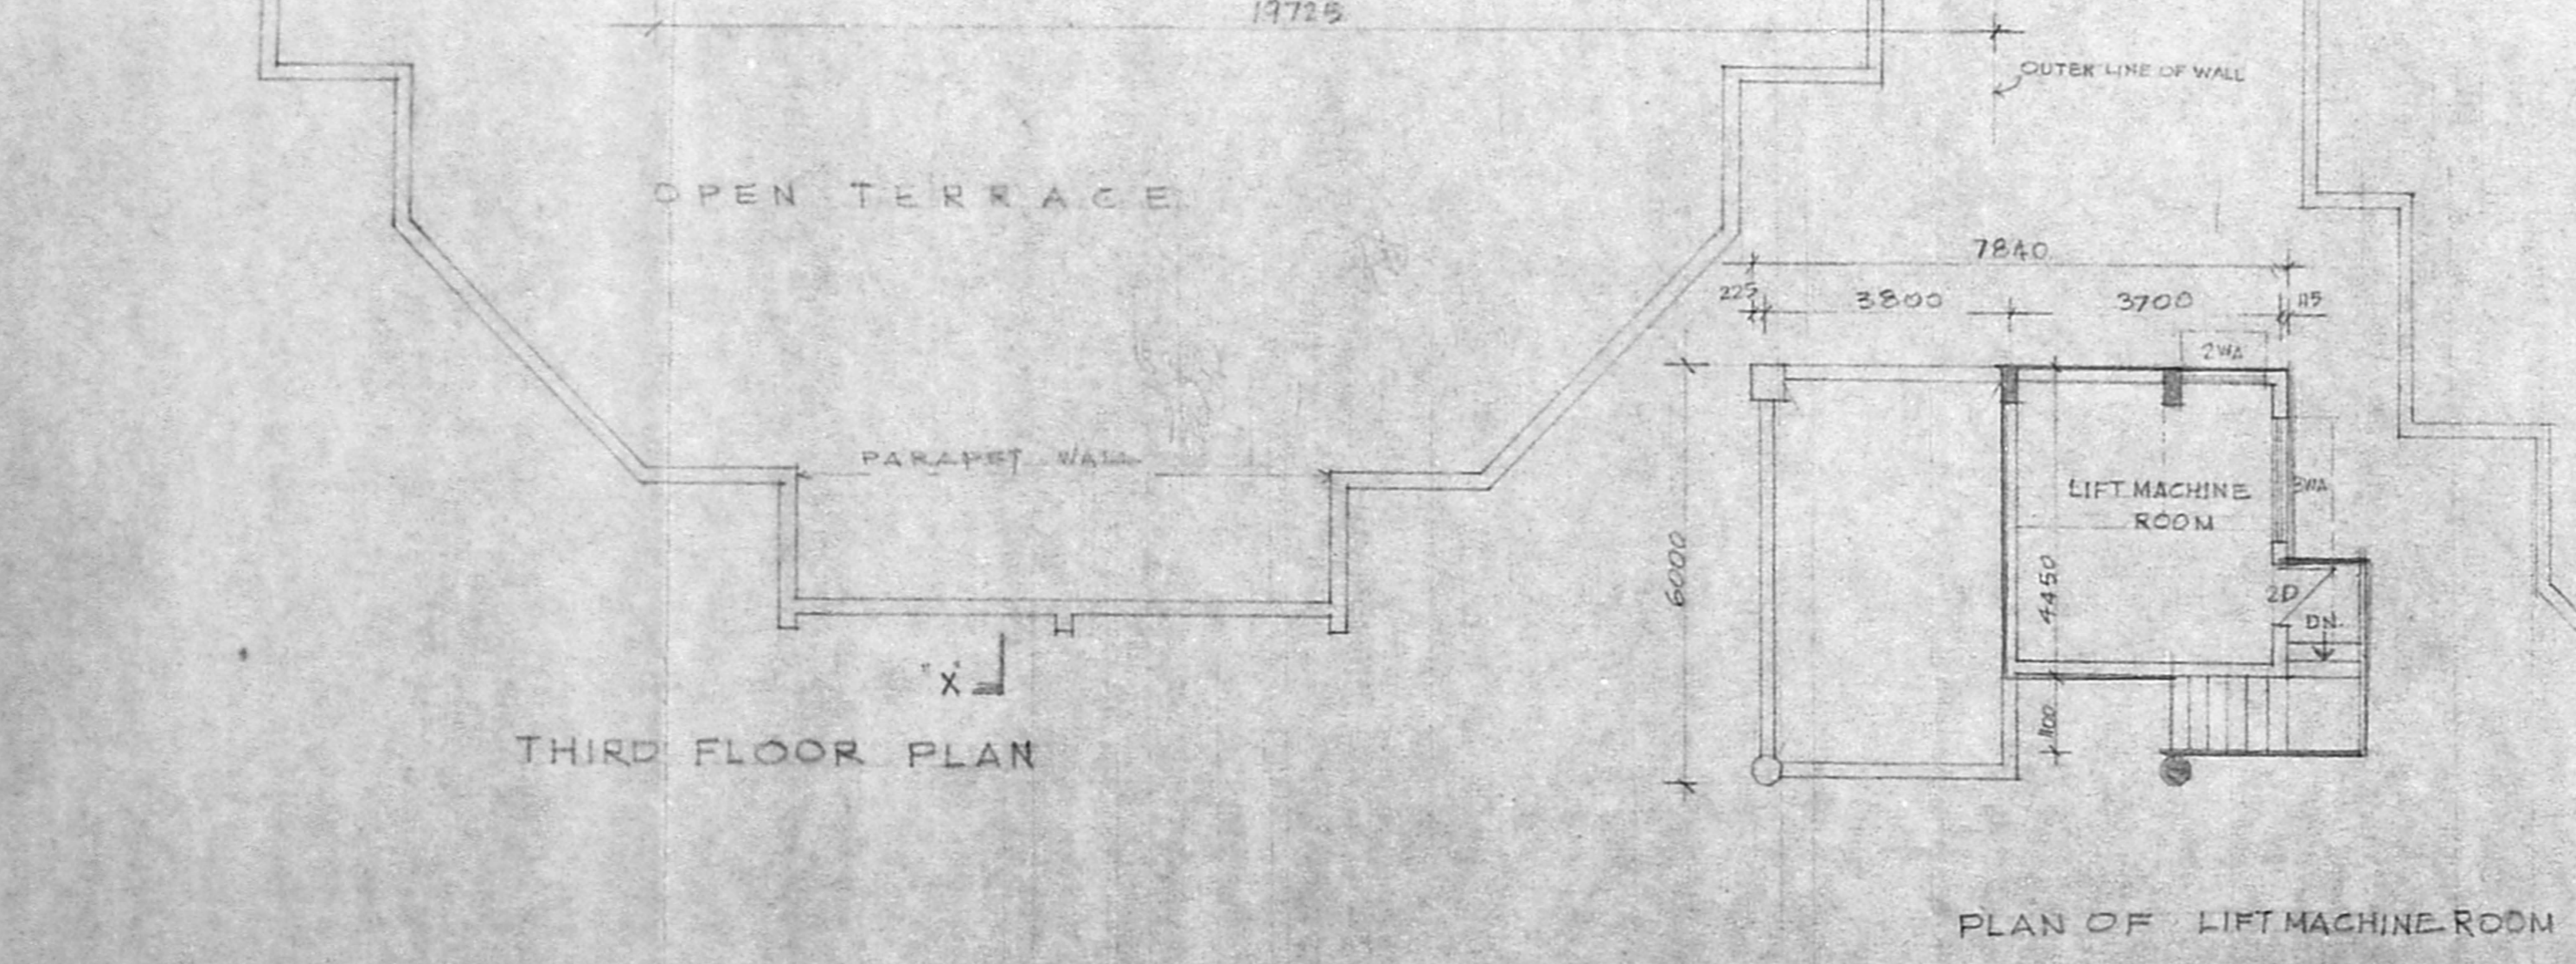 19725
OUTER LINE OF WALL
OPEN TERRACE
7840
225
3800
3700
115
2WA
PARAPET WALL
LIFT MACHINE
ROOM
3WA
6000
4450
2D
DN.
"X"
1100
THIRD FLOOR PLAN
PLAN OF LIFT MACHINE ROOM